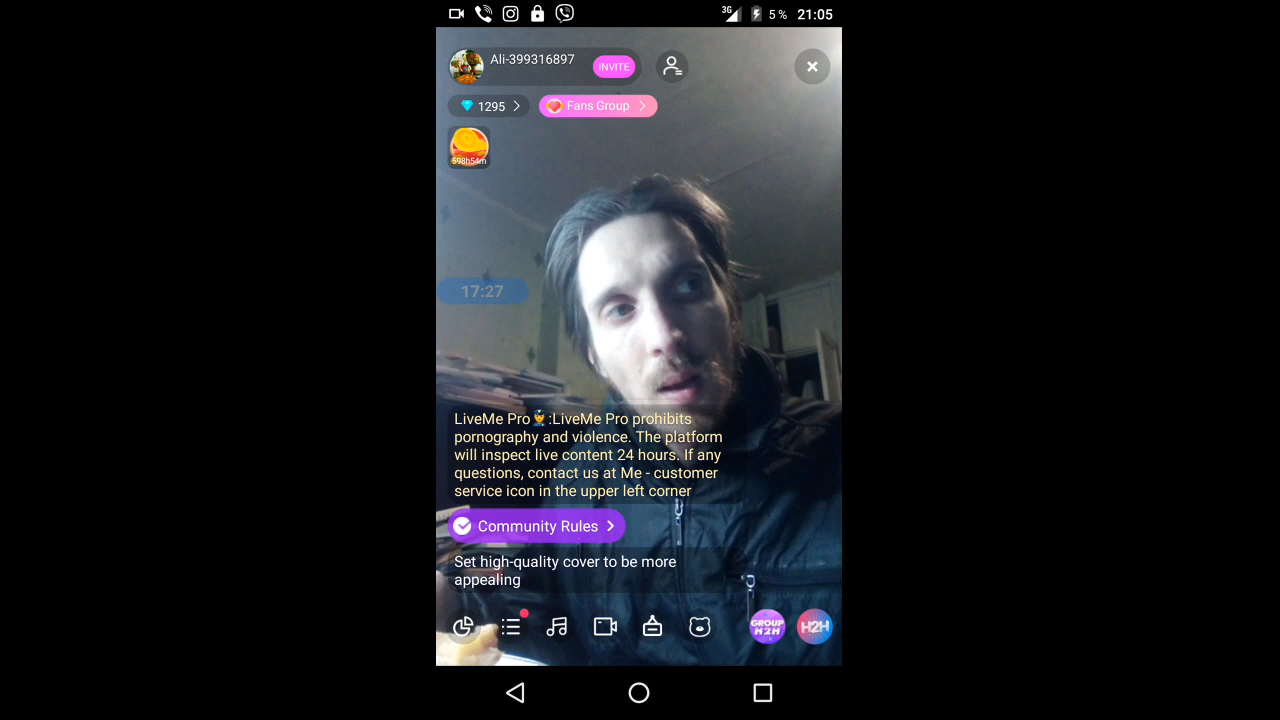 3G
5 %
21:05
Ali-399316897
INVITE
1295
Fans Group
598h54m
17:27
LiveMe Pro👮:LiveMe Pro prohibits
pornography and violence. The platform
will inspect live content 24 hours. If any
questions, contact us at Me - customer
service icon in the upper left corner
Community Rules
Set high-quality cover to be more
appealing
GROUP
H2H
H2H